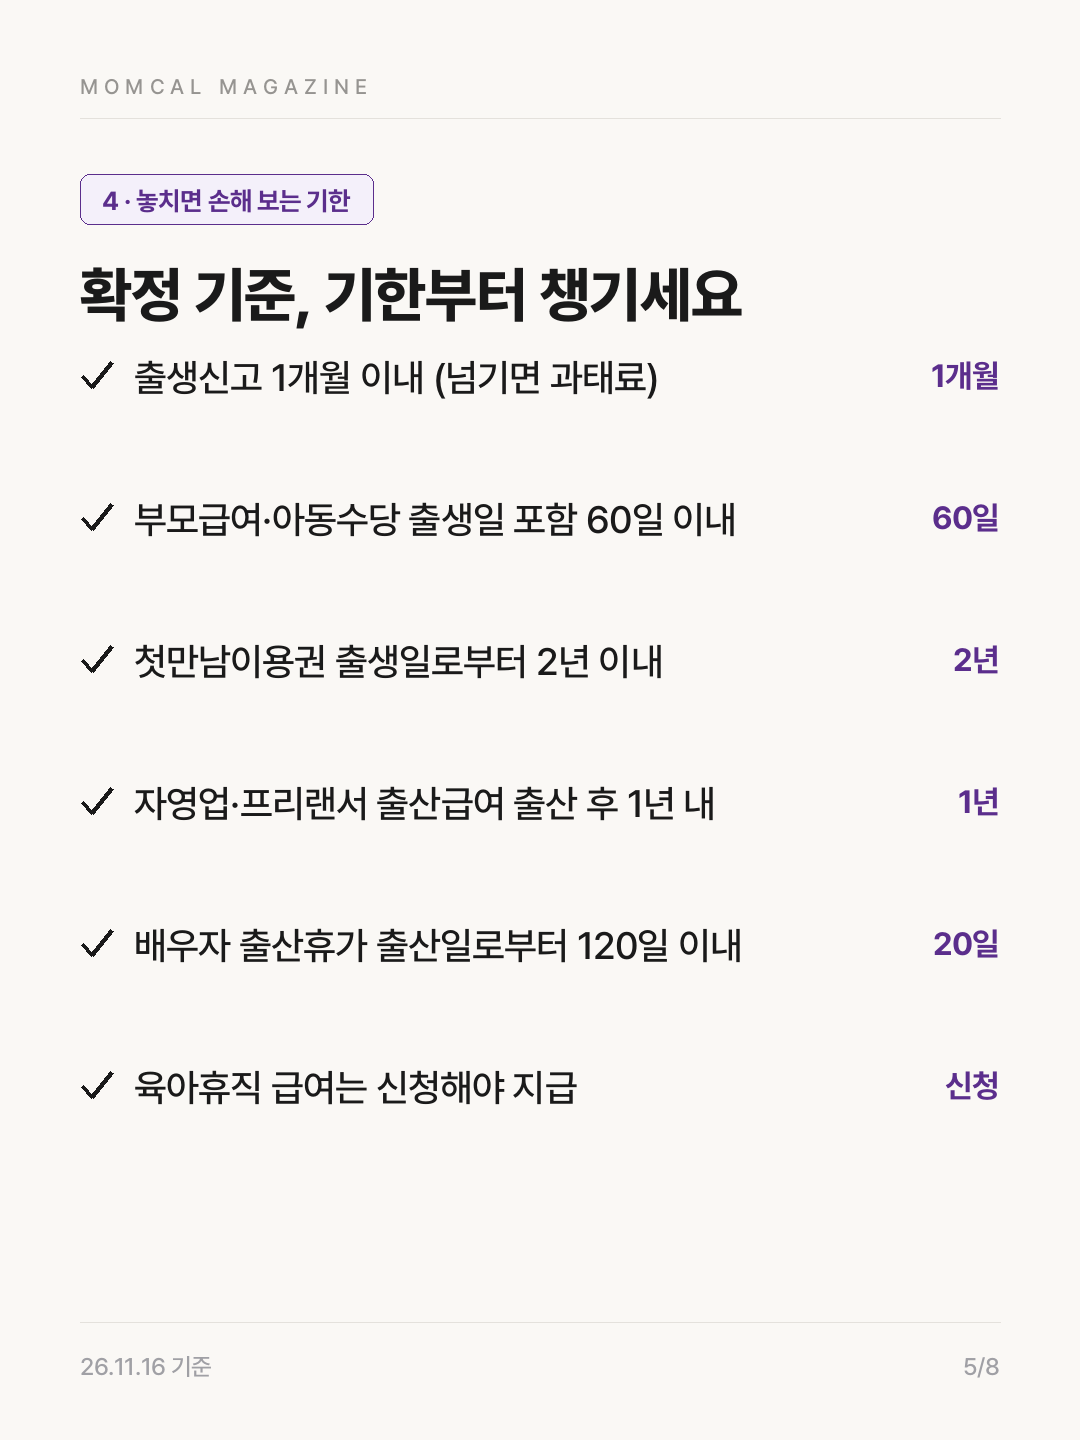 MOMCAL MAGAZINE
4 · 놓치면 손해 보는 기한
확정 기준, 기한부터 챙기세요
출생신고 1개월 이내 (넘기면 과태료) 1개월
부모급여·아동수당 출생일 포함 60일 이내 60일
첫만남이용권 출생일로부터 2년 이내 2년
자영업·프리랜서 출산급여 출산 후 1년 내 1년
배우자 출산휴가 출산일로부터 120일 이내 20일
육아휴직 급여는 신청해야 지급 신청
26.11.16 기준 5/8